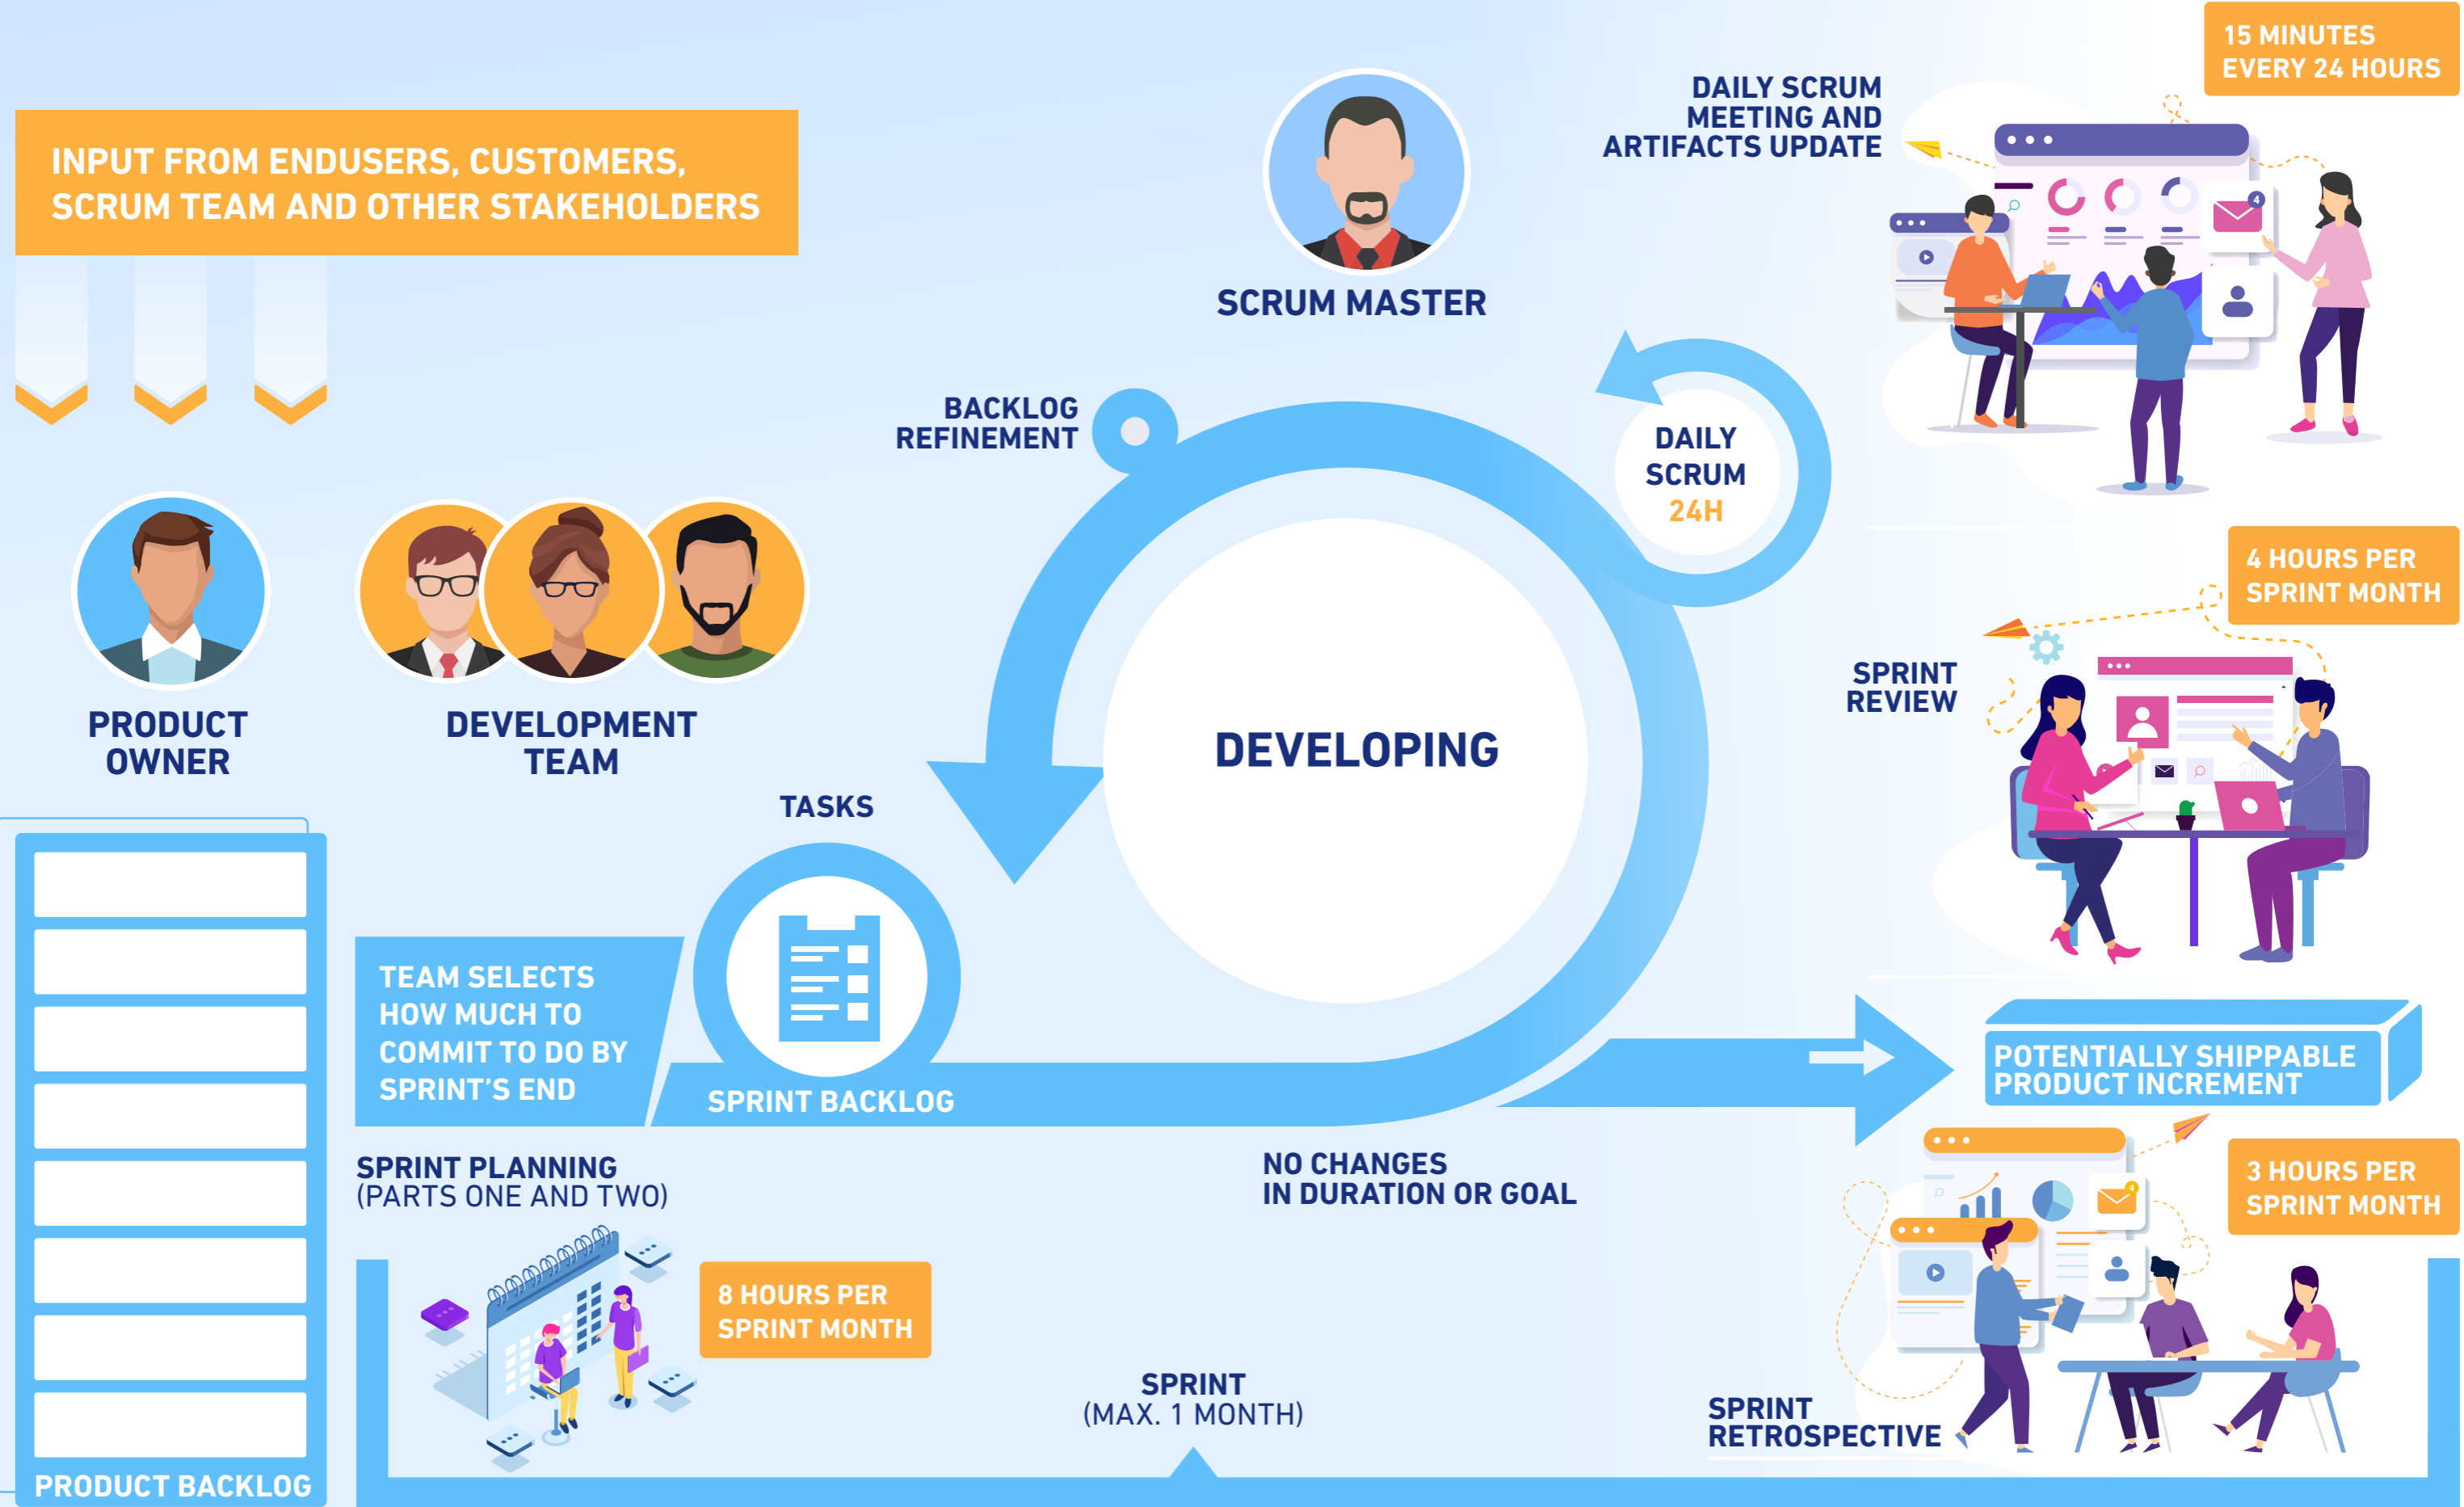 15 MINUTES
EVERY 24 HOURS
DAILY SCRUM
MEETING AND
ARTIFACTS UPDATE
INPUT FROM ENDUSERS, CUSTOMERS,
SCRUM TEAM AND OTHER STAKEHOLDERS
SCRUM MASTER
4
BACKLOG
REFINEMENT
DAILY
SCRUM
24H
4 HOURS PER
SPRINT MONTH
SPRINT
REVIEW
PRODUCT
OWNER
DEVELOPMENT
TEAM
DEVELOPING
TASKS
TEAM SELECTS
HOW MUCH TO
COMMIT TO DO BY
SPRINT'S END
SPRINT BACKLOG
POTENTIALLY SHIPPABLE
PRODUCT INCREMENT
SPRINT PLANNING
(PARTS ONE AND TWO)
NO CHANGES
IN DURATION OR GOAL
3 HOURS PER
SPRINT MONTH
4
8 HOURS PER
SPRINT MONTH
SPRINT
(MAX. 1 MONTH)
SPRINT
RETROSPECTIVE
PRODUCT BACKLOG